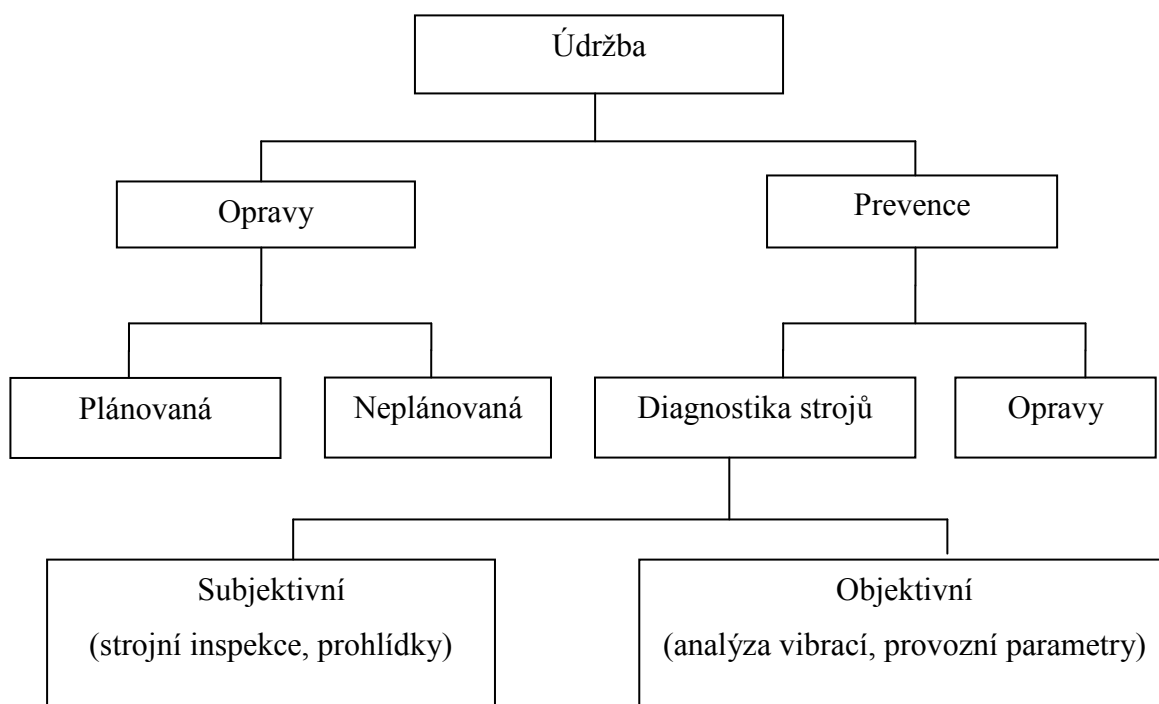 Údržba
Opravy
Prevence
Plánovaná
Neplánovaná
Diagnostika strojů
Opravy
Subjektivní
(strojní inspekce, prohlídky)
Objektivní
(analýza vibrací, provozní parametry)